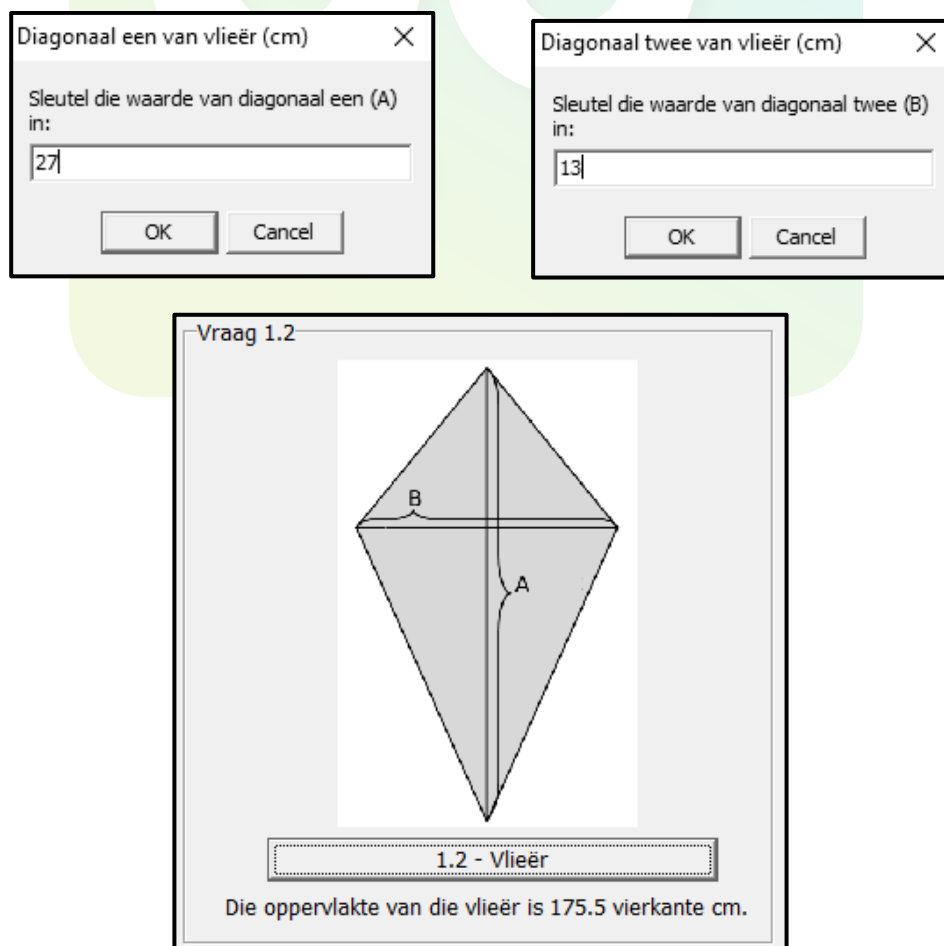 Diagonaal een van vlieër (cm)
Sleutel die waarde van diagonaal een (A)
in:
27
OK Cancel
Diagonaal twee van vlieër (cm)
Sleutel die waarde van diagonaal twee (B)
in:
13
OK Cancel
Vraag 1.2
B
A
1.2 - Vlieër
Die oppervlakte van die vlieër is 175.5 vierkante cm.